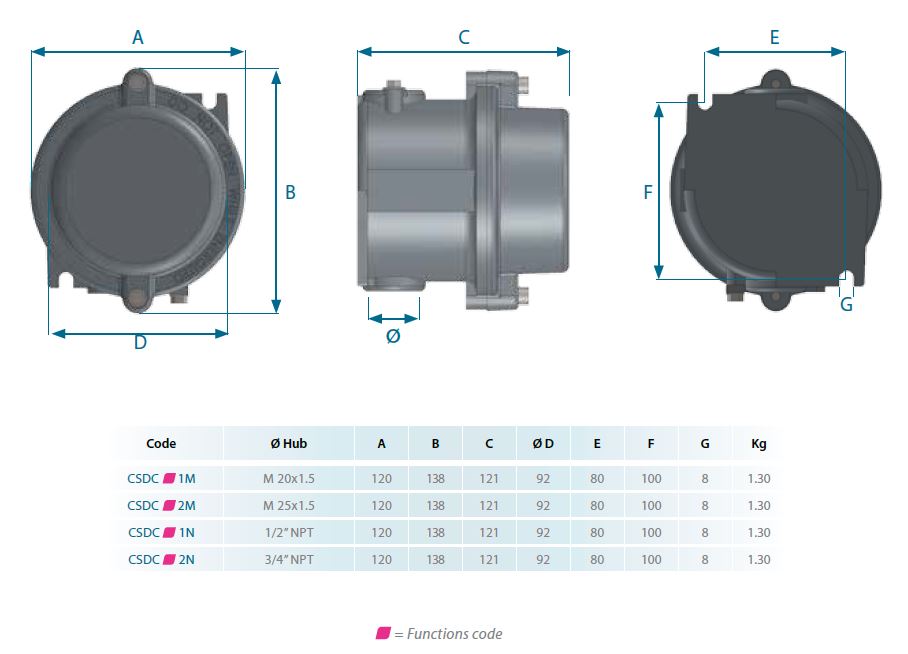 A
C
E
B
F
D
Ø
G
Code Ø Hub A B C Ø D E F G Kg
CSDC 1M M 20x1.5 120 138 121 92 80 100 8 1.30
CSDC 2M M 25x1.5 120 138 121 92 80 100 8 1.30
CSDC 1N 1/2” NPT 120 138 121 92 80 100 8 1.30
CSDC 2N 3/4” NPT 120 138 121 92 80 100 8 1.30
= Functions code